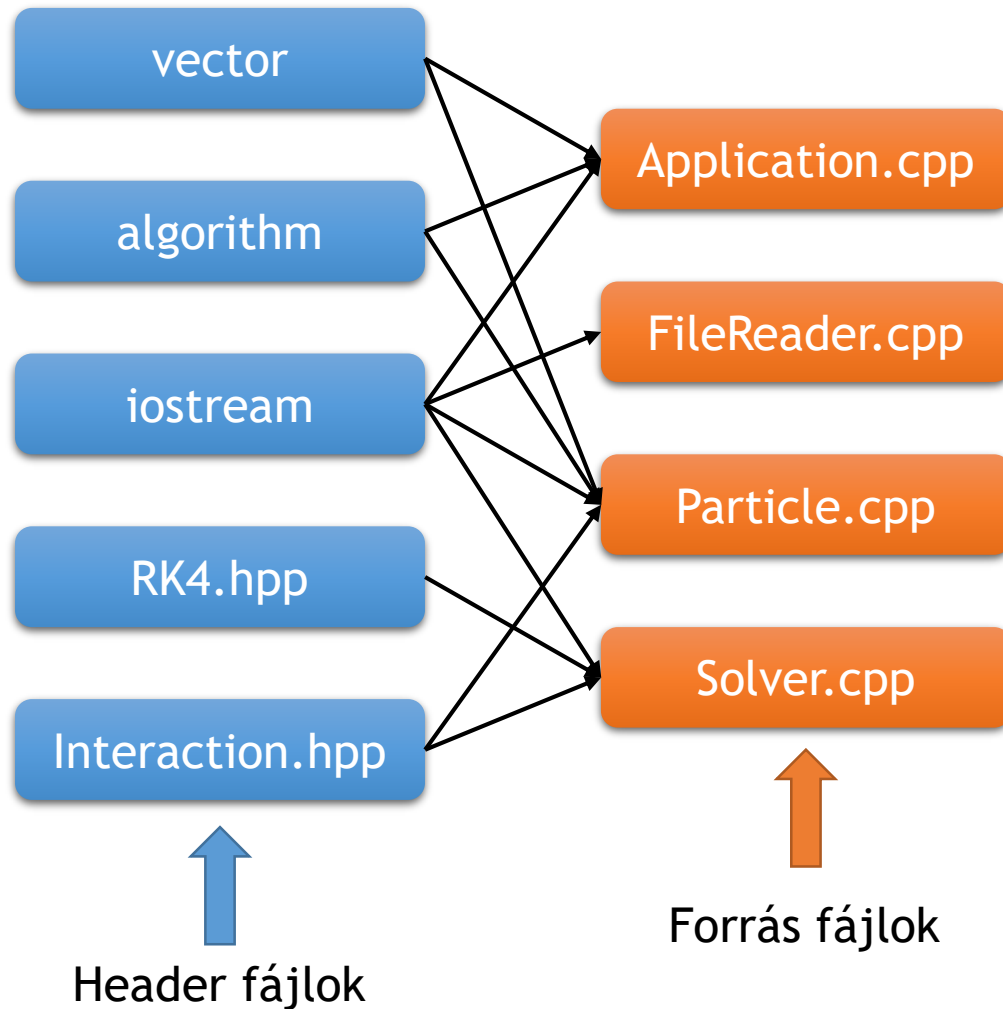 vector
algorithm
iostream
RK4.hpp
Interaction.hpp
Header fájlok
Application.cpp
FileReader.cpp
Particle.cpp
Solver.cpp
Forrás fájlok